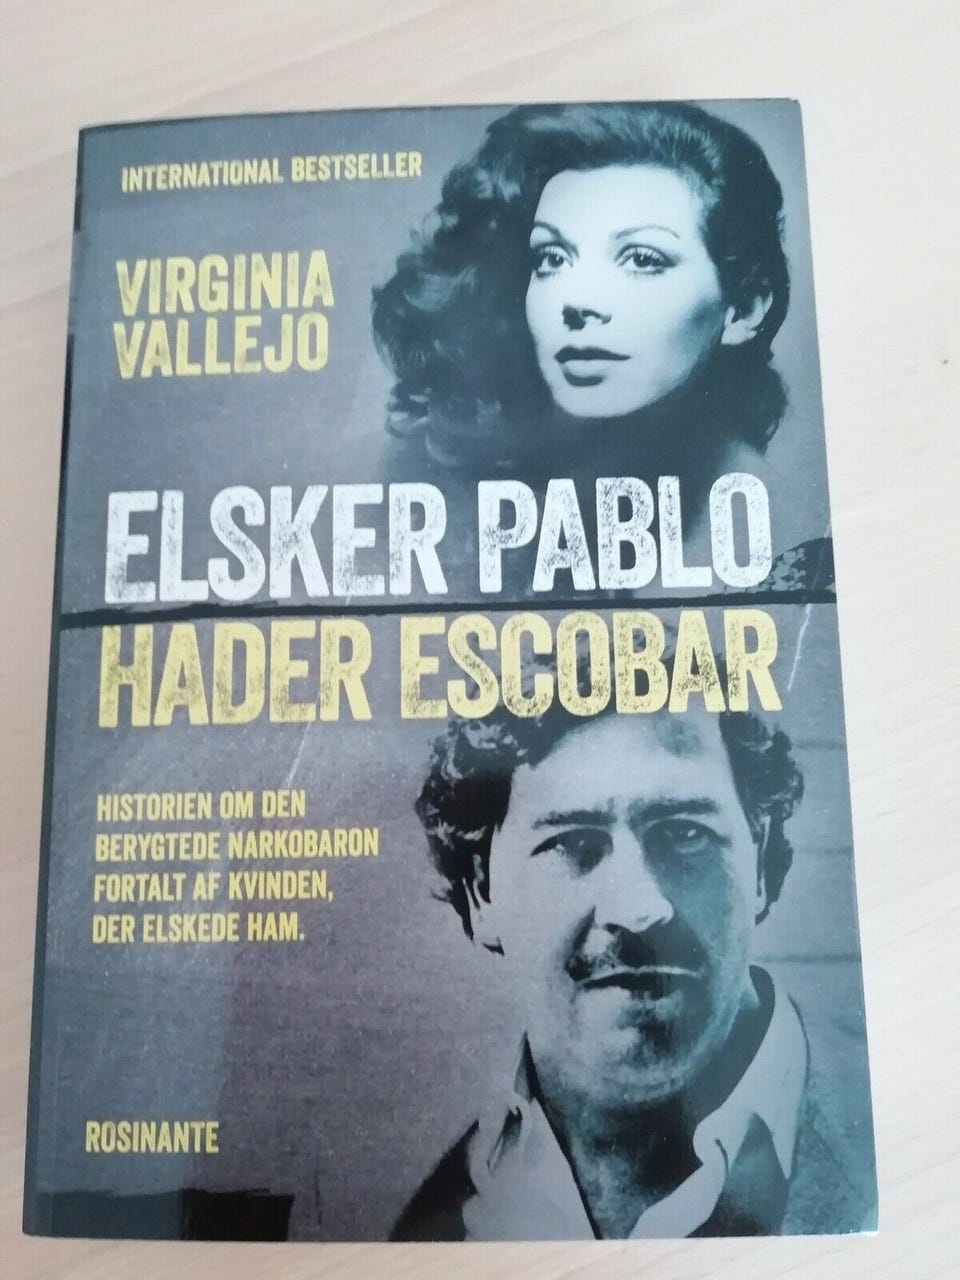 INTERNATIONAL BESTSELLER
VIRGINIA
VALLEJO
ELSKER PABLO
HADER ESCOBAR
HISTORIEN OM DEN
BERYGTEDE NARKOBARON
FORTALT AF KVINDEN,
DER ELSKEDE HAM.
ROSINANTE